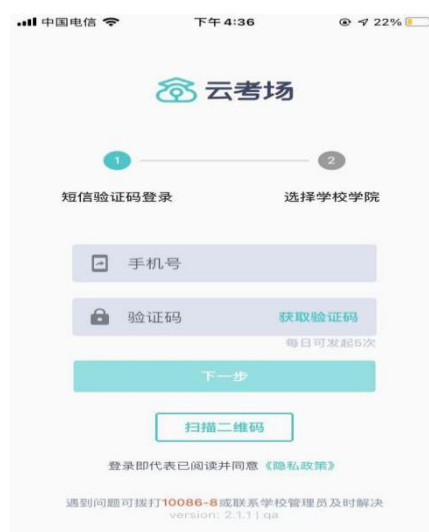 中国电信 下午4:36 22%
云考场
1 2
短信验证码登录 选择学校学院
手机号
验证码 获取验证码
每日可发起5次
下一步
扫描二维码
登录即代表已阅读并同意《隐私政策》
遇到问题可拨打10086-8或联系学校管理员及时解决
version: 2.1.1 | qa